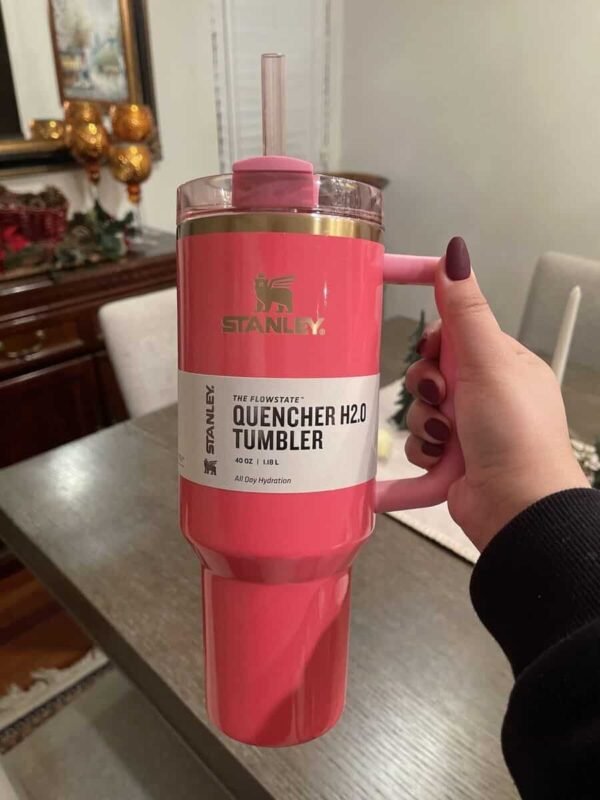 STANLEY.
STANLEY.
THE FLOWSTATE™
QUENCHER H2.0
TUMBLER
40 OZ | 1.18 L
All Day Hydration